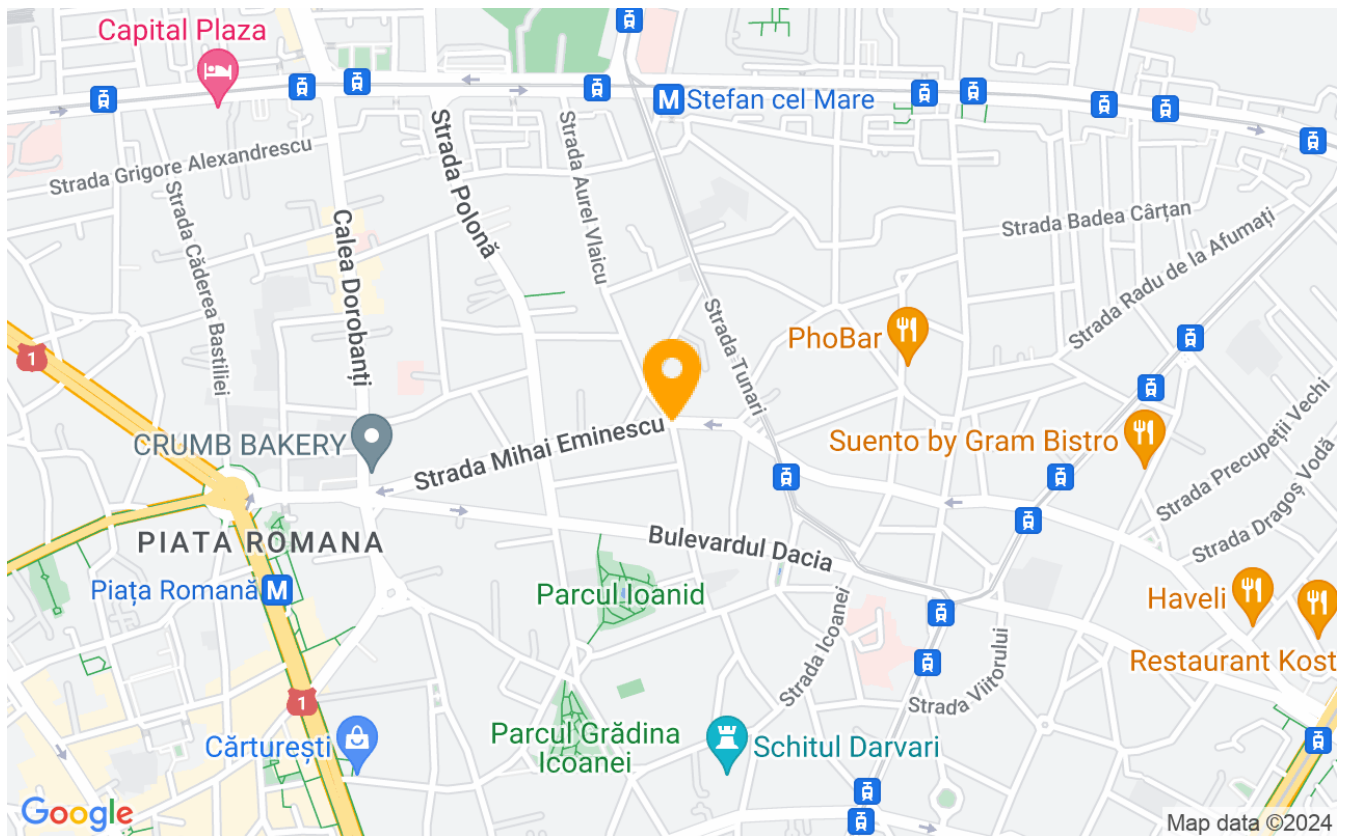 Capital Plaza
M Stefan cel Mare
Strada Grigore Alexandrescu
Strada Polonă
Strada Aurel Vlaicu
Strada Căderea Bastiliei
Calea Dorobanți
Strada Badea Cârțan
Strada Radu de la Afumați
Strada Tunari
PhoBar
1
CRUMB BAKERY
Strada Mihai Eminescu
Suento by Gram Bistro
Strada Precupeții Vechi
Strada Dragoș Vodă
PIATA ROMANA
Bulevardul Dacia
Piața Romană M
Parcul Ioanid
Haveli
Strada Icoanei
Restaurant Kost
1
Strada Viitorului
Cărturești
Parcul Grădina
Icoanei
Schitul Darvari
Google
Map data ©2024